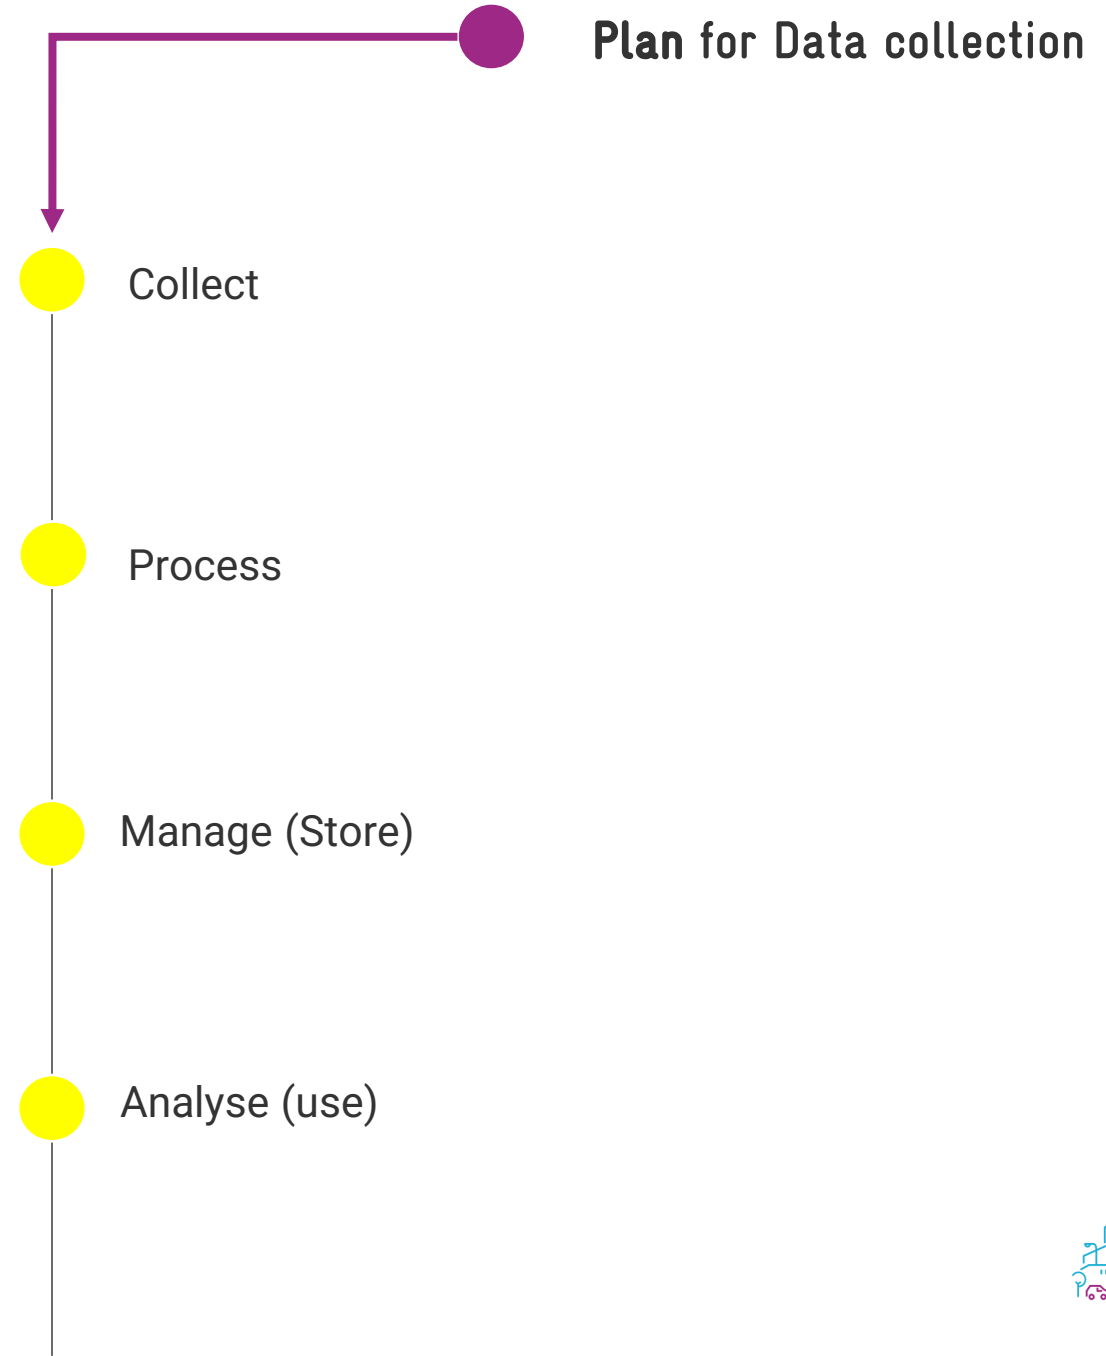 Plan for Data collection
Collect
Process
Manage (Store)
Analyse (use)